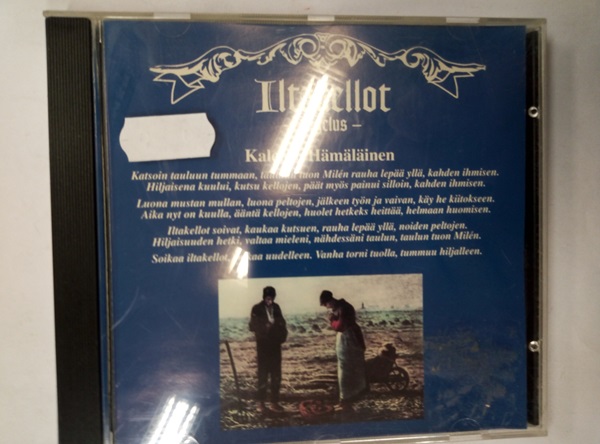 Iltakellot
Hämäläinen
Katsoin tauluun tummaan, taulun tuon Milén rauha lepää yllä, kahden ihmisen.
Hiljaisena kuului, kutsu kellojen, päät myös painui silloin, kahden ihmisen.
Luona mustan mullan, luona peltojen, jälkeen työn ja vaivan, käy he kiitokseen.
Aika nyt on kuulla, ääntä kellojen, huolet hetkeks heittää, helmaan huomisen.
Iltakellot soivat, kaukaa kutsuen, rauha lepää yllä, noiden peltojen.
Hiljaisuuden hetki, valtaa mieleni, nähdessäni taulun, taulun tuon Milén.
Soikaa iltakellot, soikaa uudelleen. Vanha torni tuolla, tummuu hiljalleen.